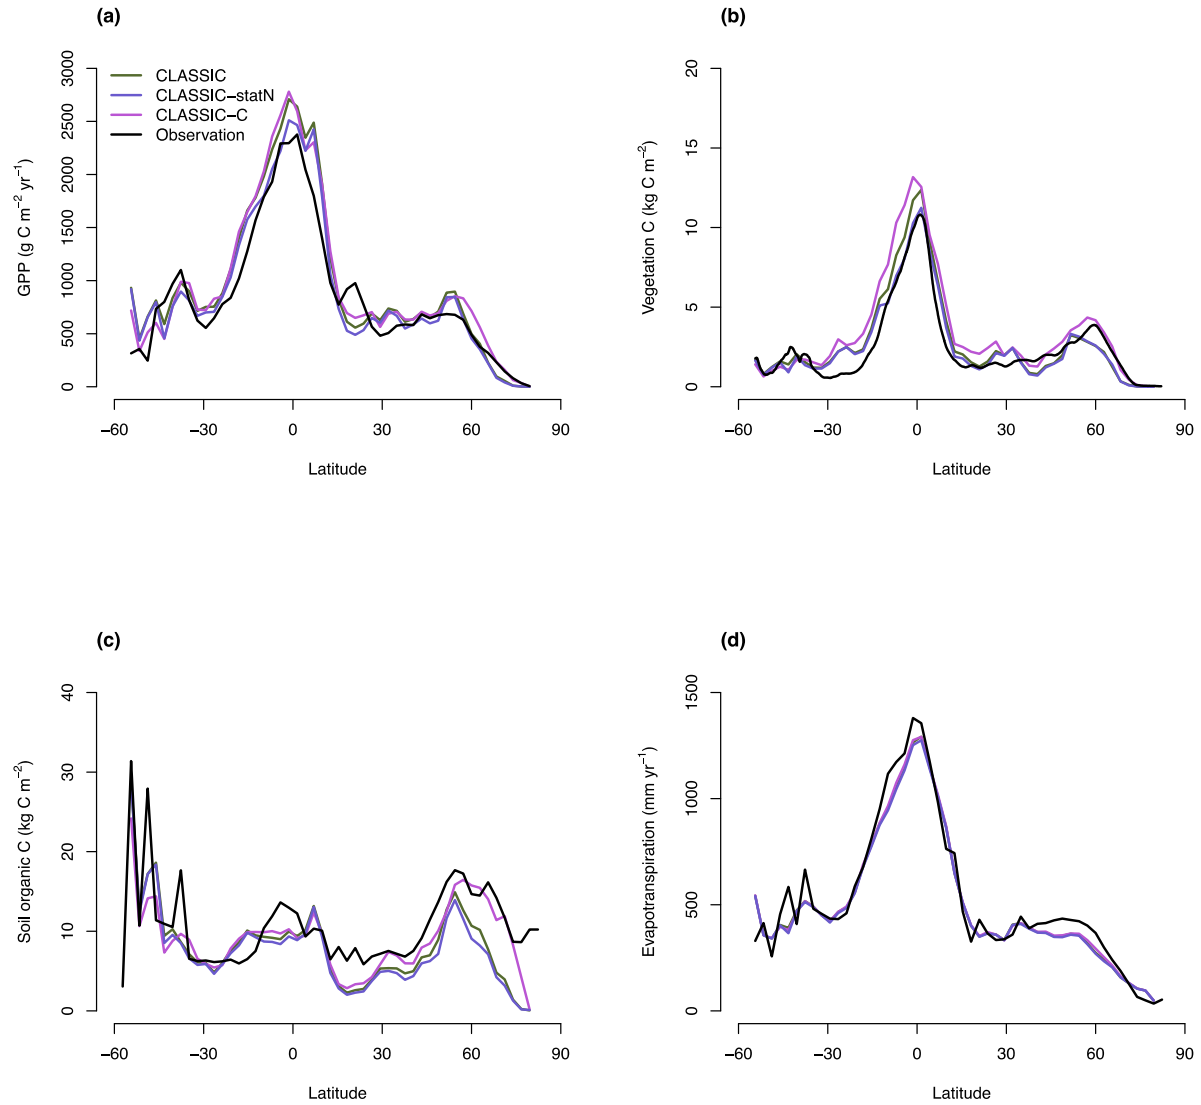 (a)
GPP (g C m−2 yr−1)
0
500
1000
1500
2000
2500
3000
CLASSIC
CLASSIC−statN
CLASSIC−C
Observation
−60
−30
0
30
60
90
Latitude
(b)
Vegetation C (kg C m−2)
0
5
10
15
20
−60
−30
0
30
60
90
Latitude
(c)
Soil organic C (kg C m−2)
0
10
20
30
40
−60
−30
0
30
60
90
Latitude
(d)
Evapotranspiration (mm yr−1)
0
500
1000
1500
−60
−30
0
30
60
90
Latitude